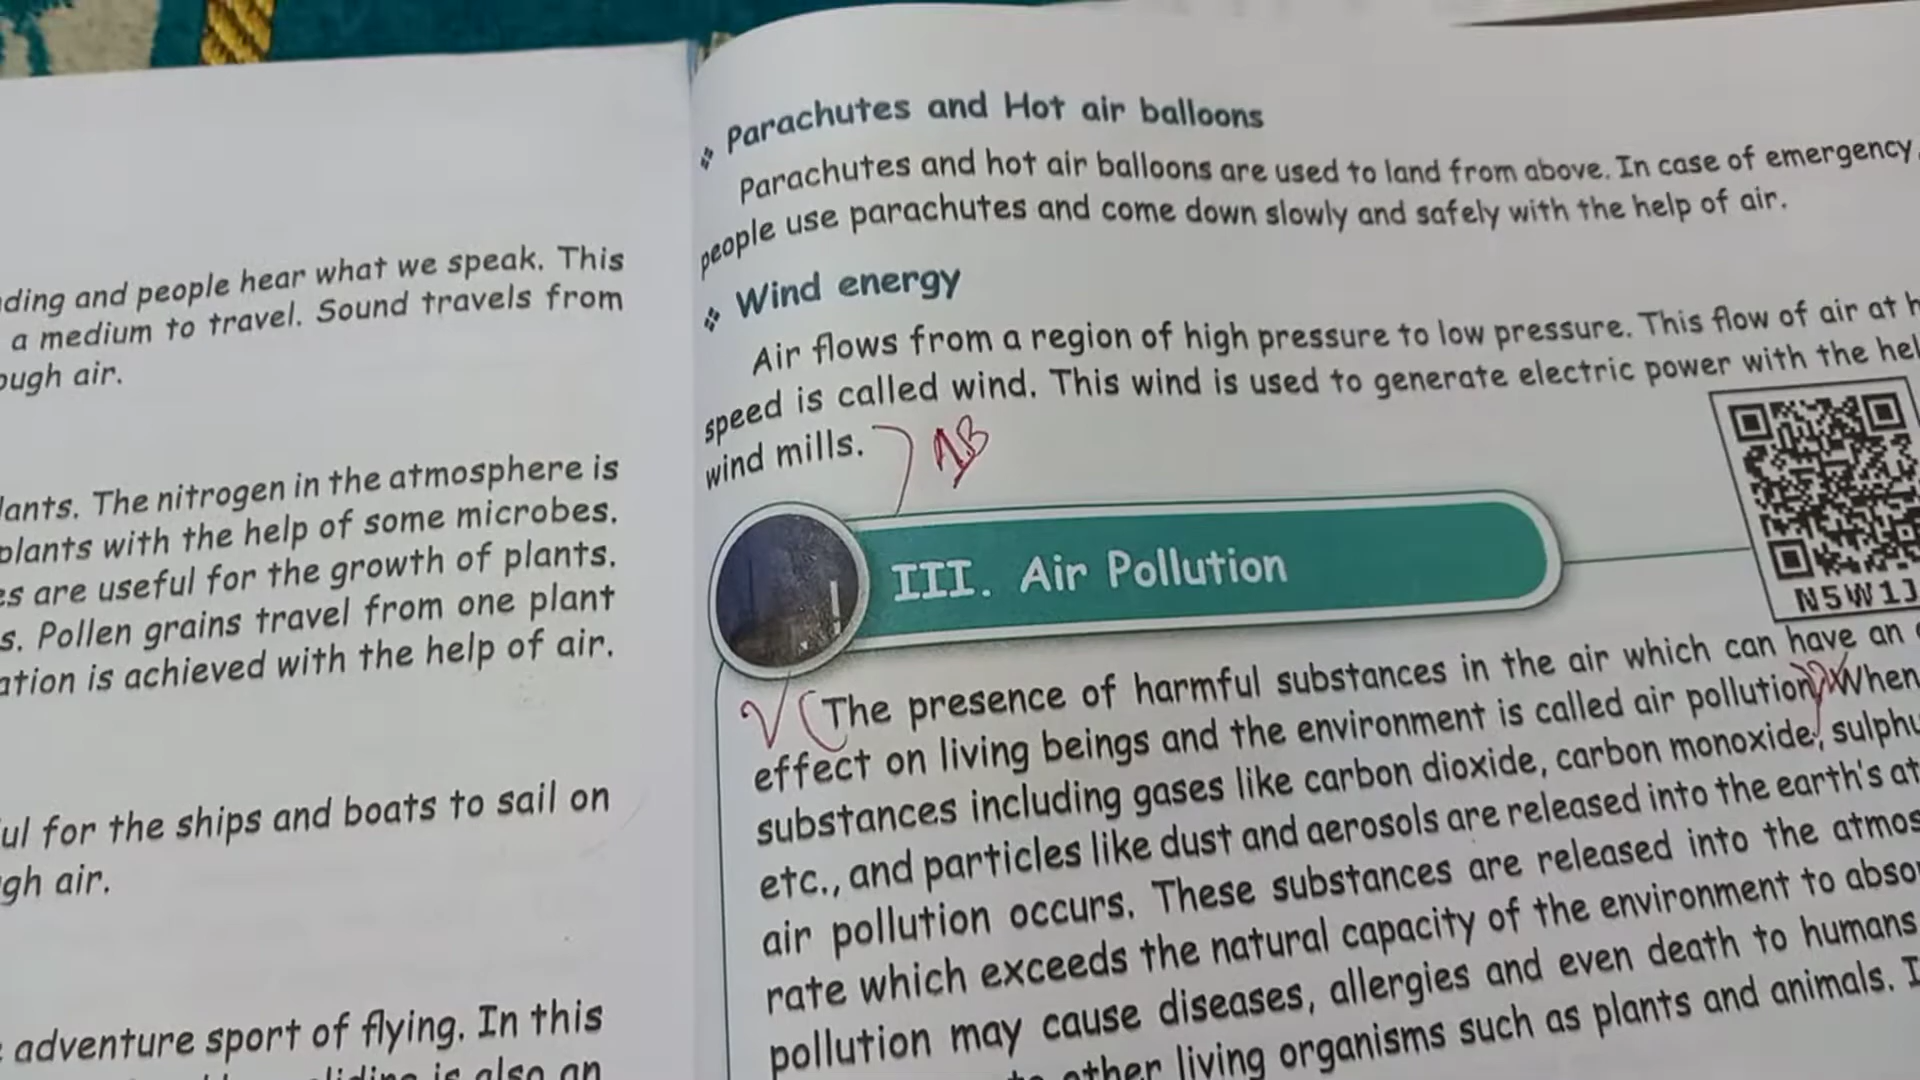 ding and people hear what we speak. This
a medium to travel. Sound travels from
ough air.
lants. The nitrogen in the atmosphere is
plants with the help of some microbes.
es are useful for the growth of plants.
s. Pollen grains travel from one plant
ation is achieved with the help of air.
ul for the ships and boats to sail on
gh air.
adventure sport of flying. In this
is also an
Parachutes and Hot air balloons
Parachutes and hot air balloons are used to land from above. In case of emergency,
people use parachutes and come down slowly and safely with the help of air.
Wind energy
Air flows from a region of high pressure to low pressure. This flow of air at h
speed is called wind. This wind is used to generate electric power with the hel
wind mills.
AB
III. Air Pollution
N5W1J
The presence of harmful substances in the air which can have an
effect on living beings and the environment is called air pollution. When
substances including gases like carbon dioxide, carbon monoxide, sulphu
etc., and particles like dust and aerosols are released into the earth's at
air pollution occurs. These substances are released into the atmos
rate which exceeds the natural capacity of the environment to absor
pollution may cause diseases, allergies and even death to humans
other living organisms such as plants and animals. I